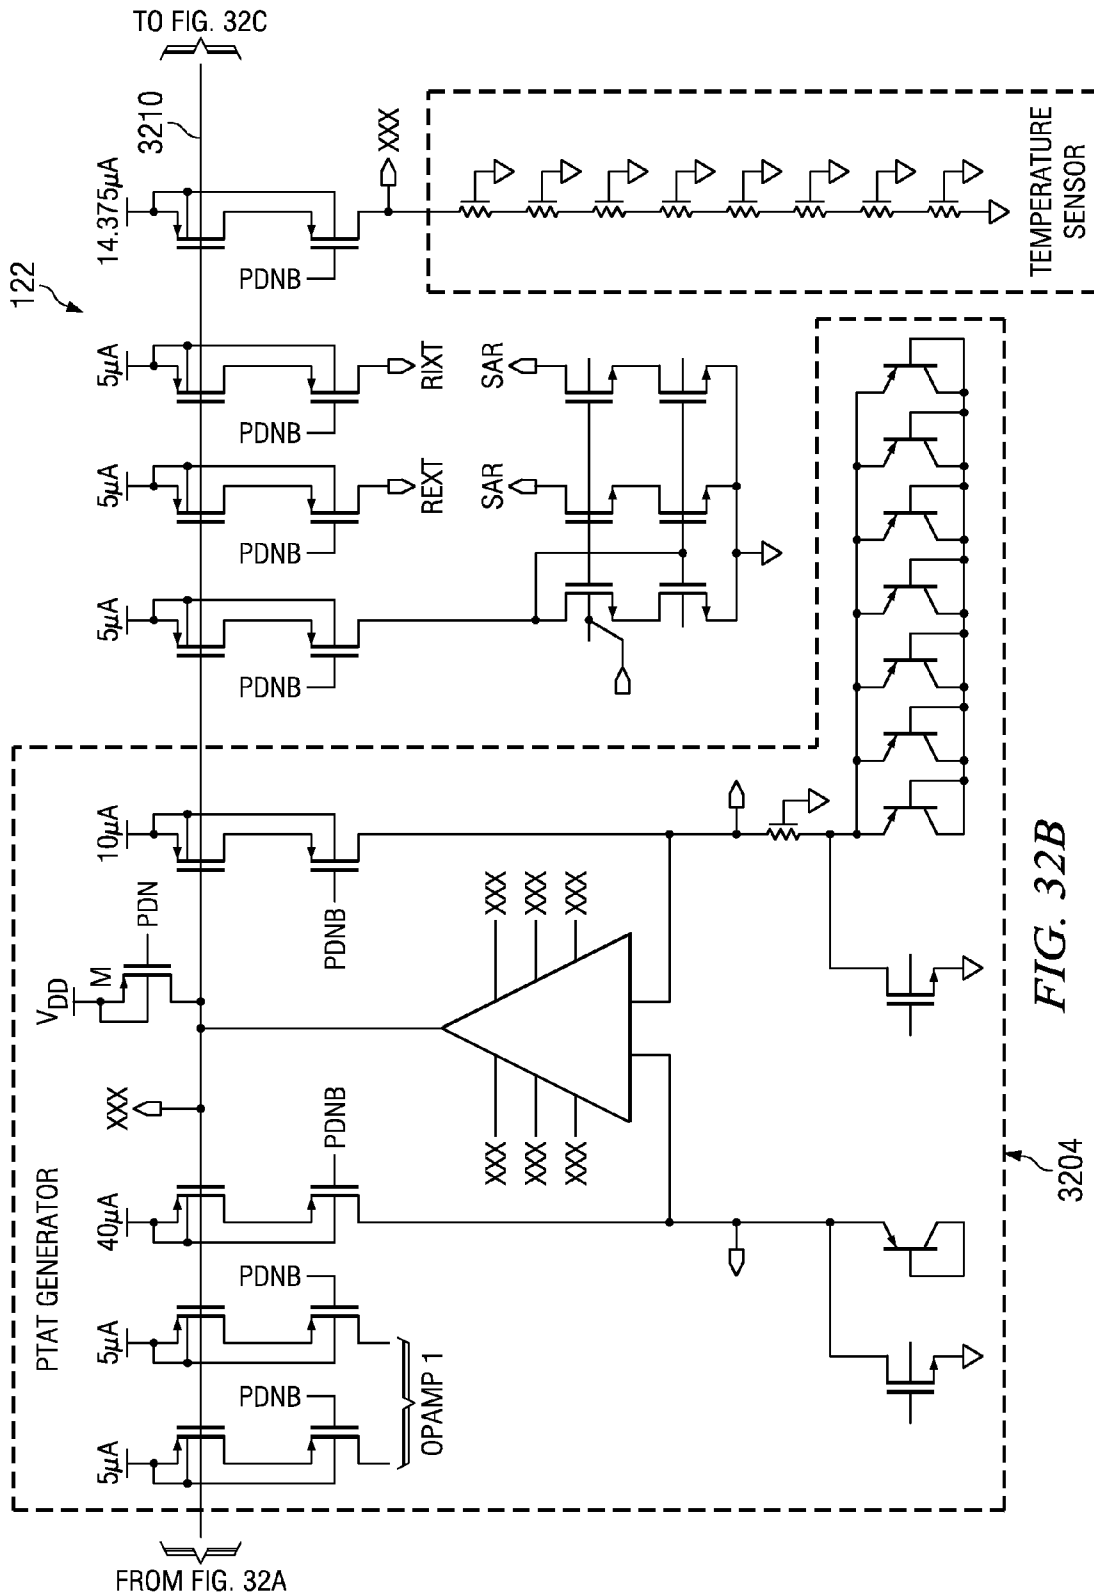 TO FIG. 32C
3210
122
14.375µA
PDNB
XXX
TEMPERATURE
SENSOR
5µA
PDNB
RIXT
SAR
5µA
PDNB
REXT
SAR
5µA
PDNB
10µA
PDNB
VDD
M
PDN
XXX
XXX
XXX
XXX
XXX
XXX
XXX
PTAT GENERATOR
40µA
PDNB
5µA
PDNB
5µA
PDNB
OPAMP 1
3204
FROM FIG. 32A
FIG. 32B